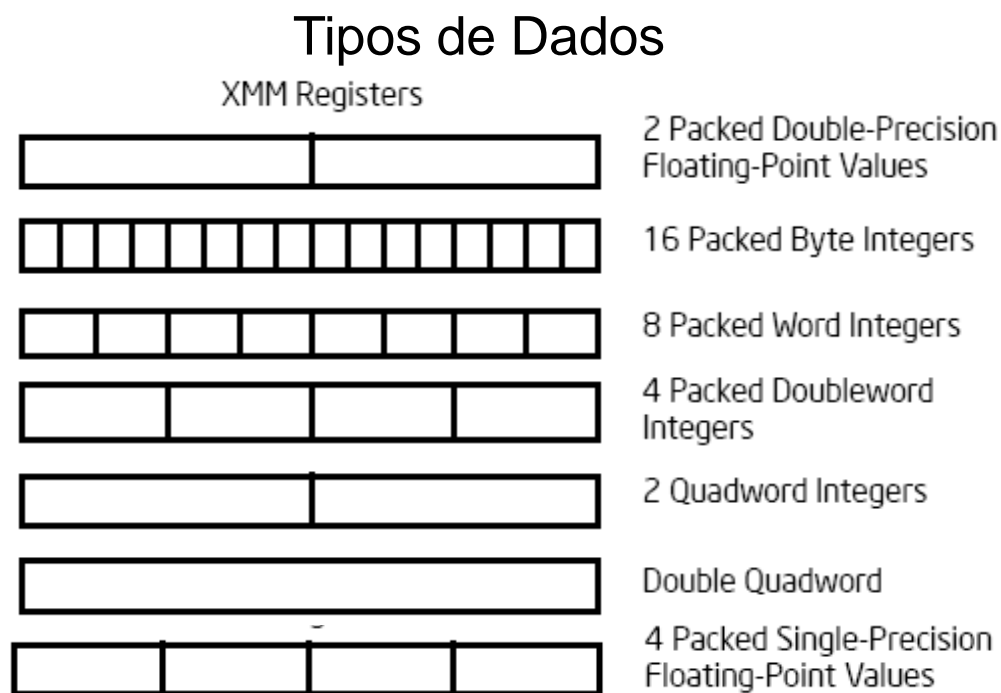 Tipos de Dados
XMM Registers
2 Packed Double-Precision
Floating-Point Values
16 Packed Byte Integers
8 Packed Word Integers
4 Packed Doubleword
Integers
2 Quadword Integers
Double Quadword
4 Packed Single-Precision
Floating-Point Values